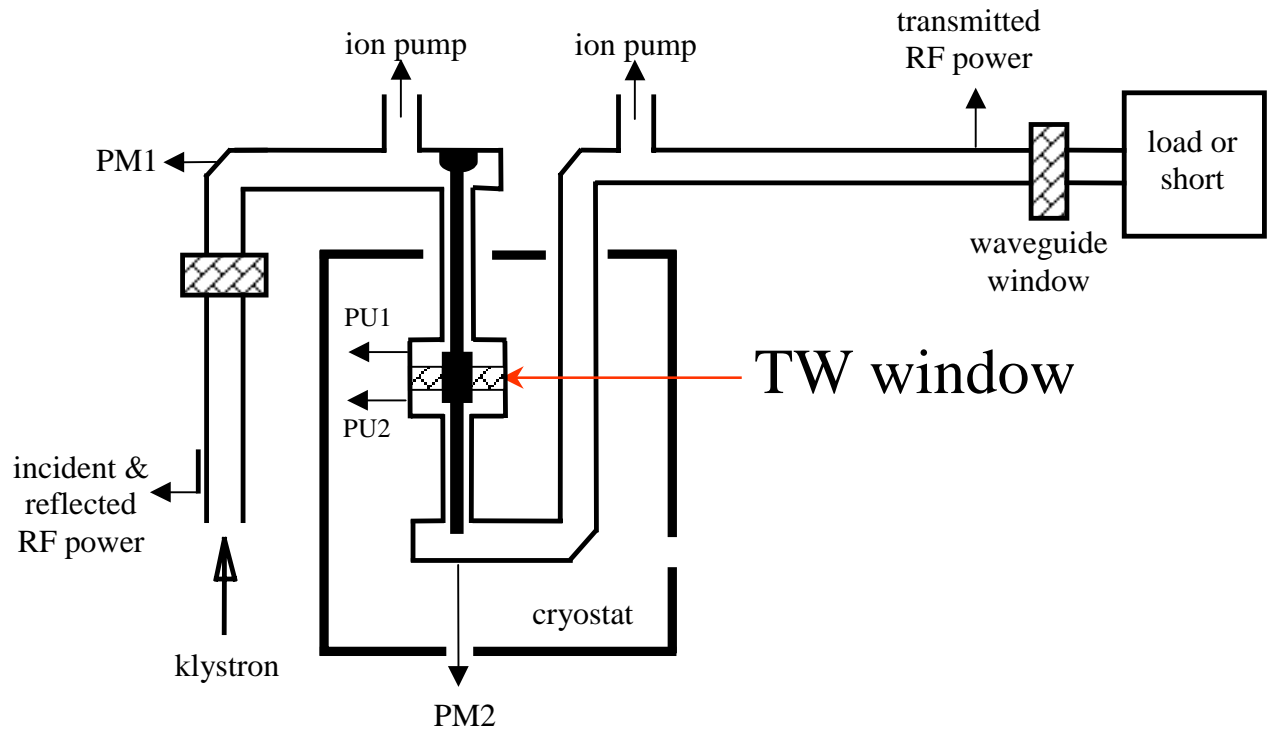 ion pump
ion pump
transmitted
RF power
PM1
load or
short
waveguide
window
PU1
TW window
PU2
incident &
reflected
RF power
cryostat
klystron
PM2